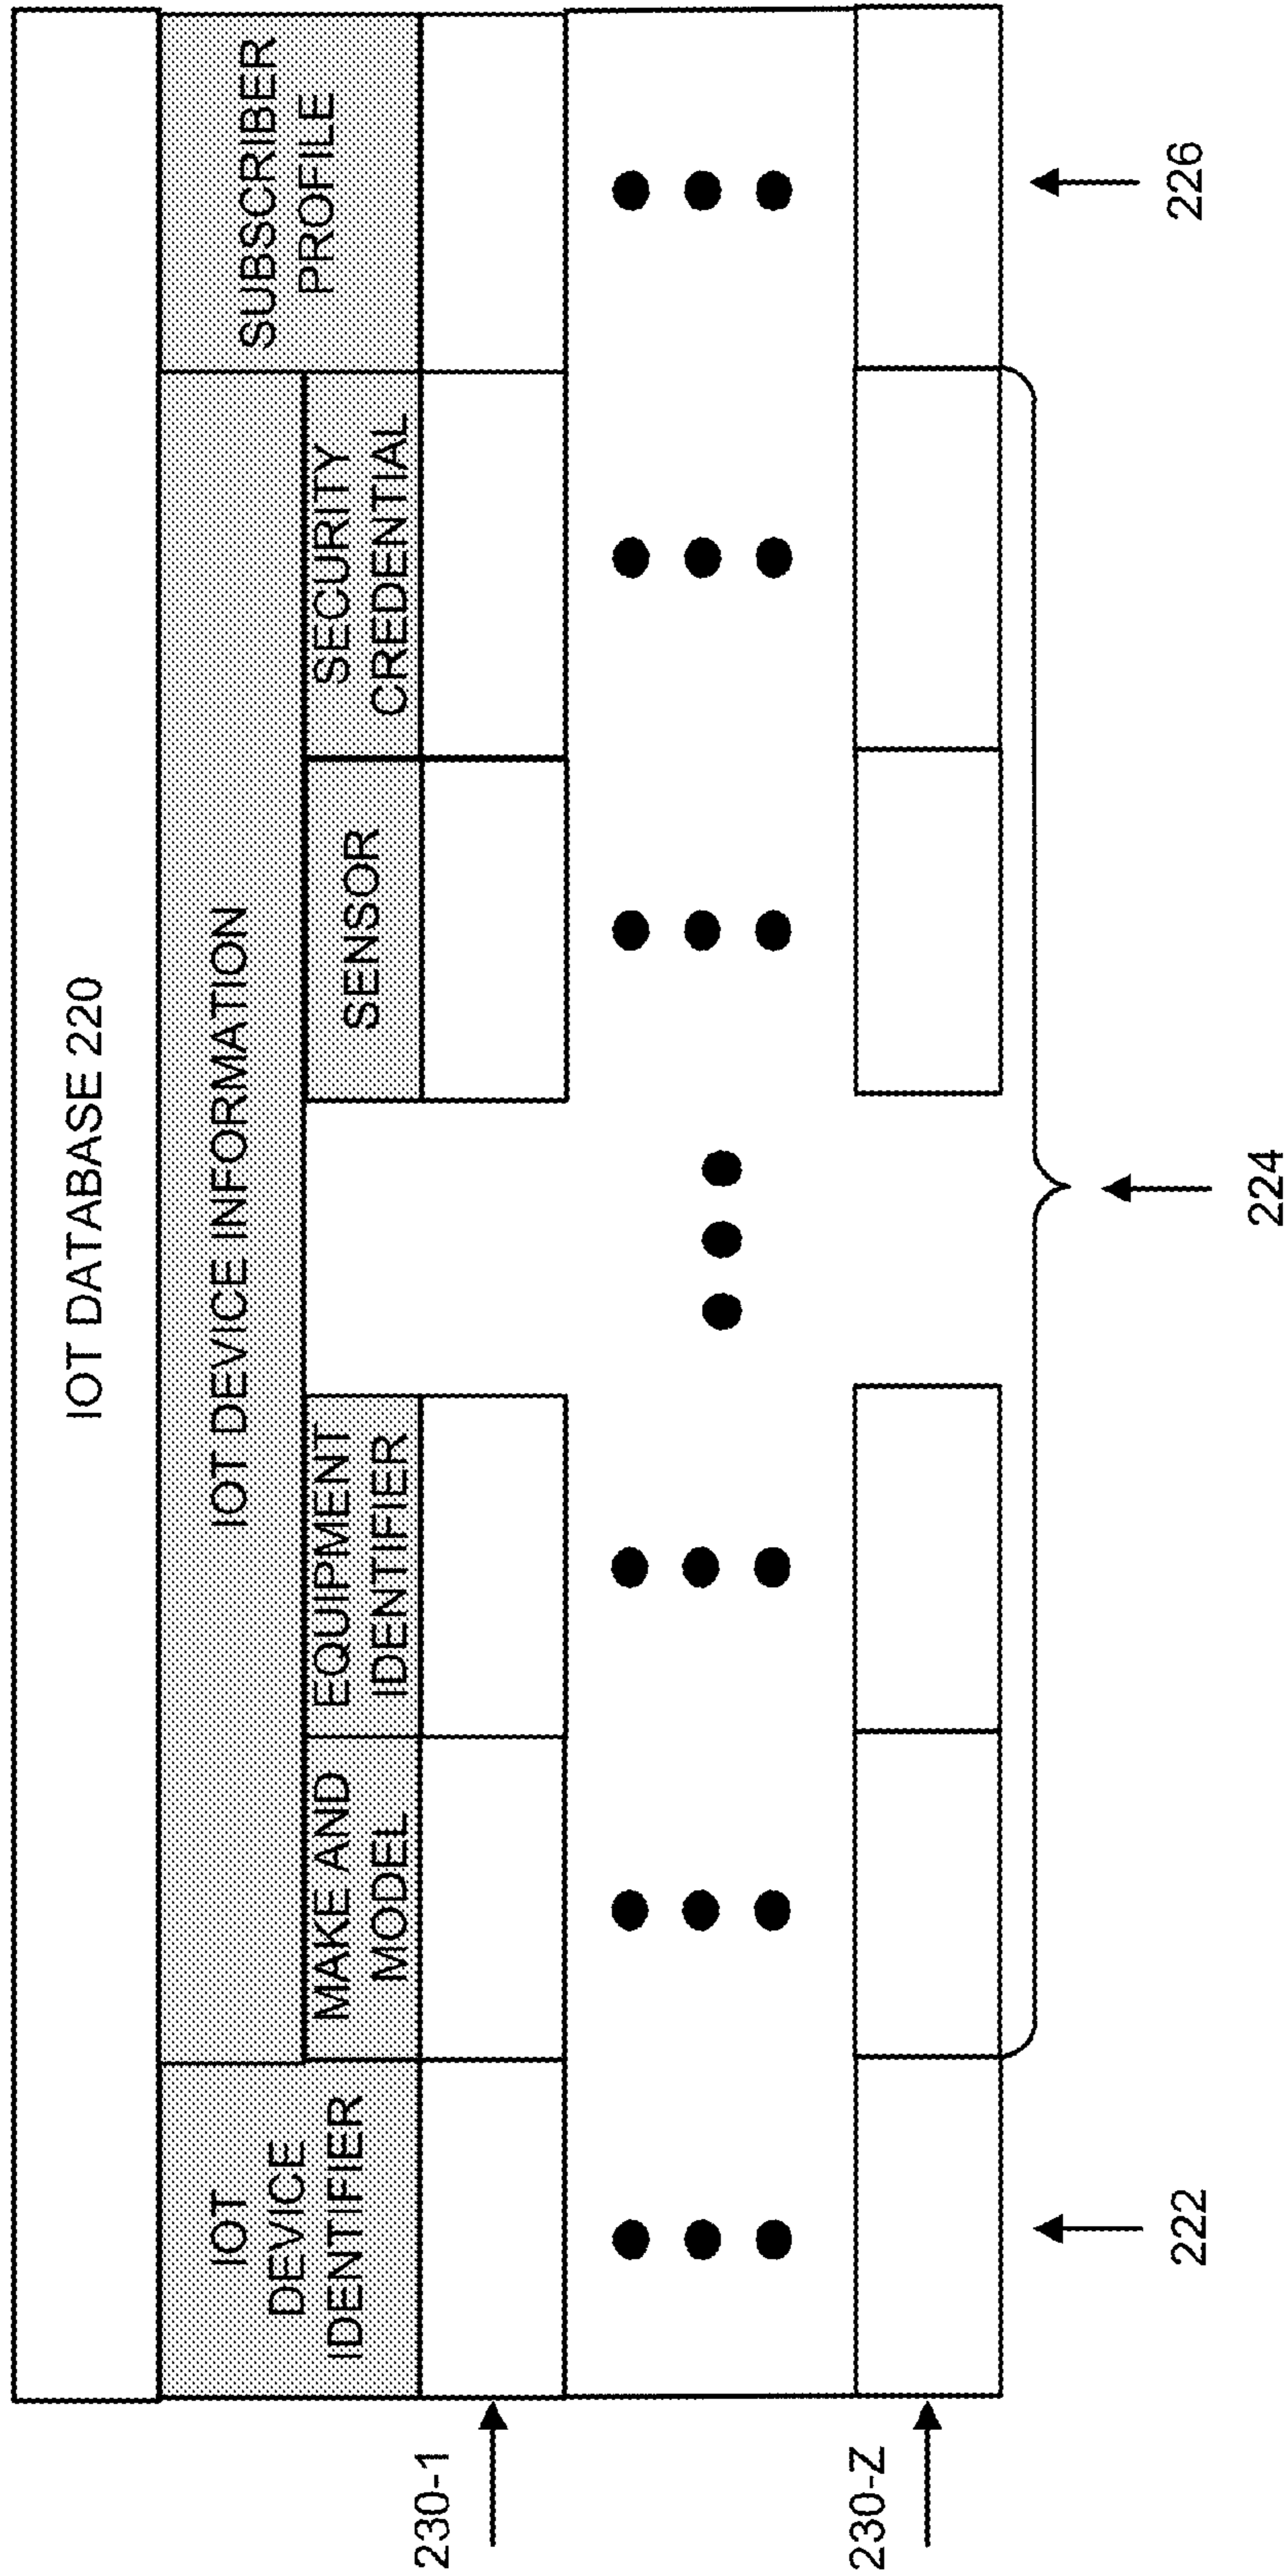 IOT DATABASE 220
IOT
DEVICE
IDENTIFIER
IOT DEVICE INFORMATION
SUBSCRIBER
PROFILE
MAKE AND
MODEL
EQUIPMENT
IDENTIFIER
SENSOR
SECURITY
CREDENTIAL
230-1
230-Z
222
224
226